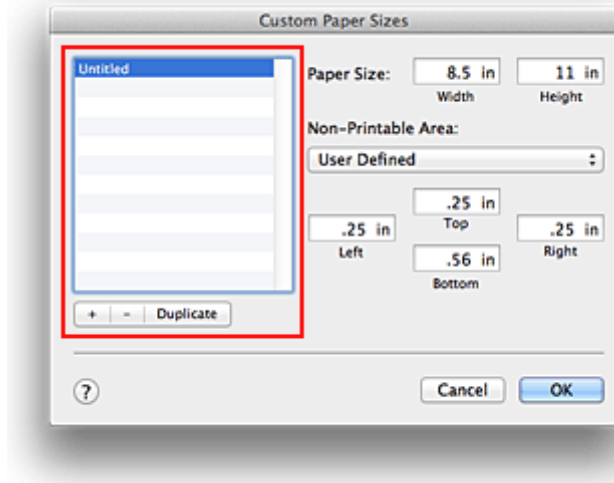 Custom Paper Sizes
Untitled
Paper Size:
8.5 in
11 in
Width
Height
Non-Printable Area:
User Defined
.25 in
Top
.25 in
Left
.25 in
Right
.56 in
Bottom
+ - Duplicate
?
Cancel
OK